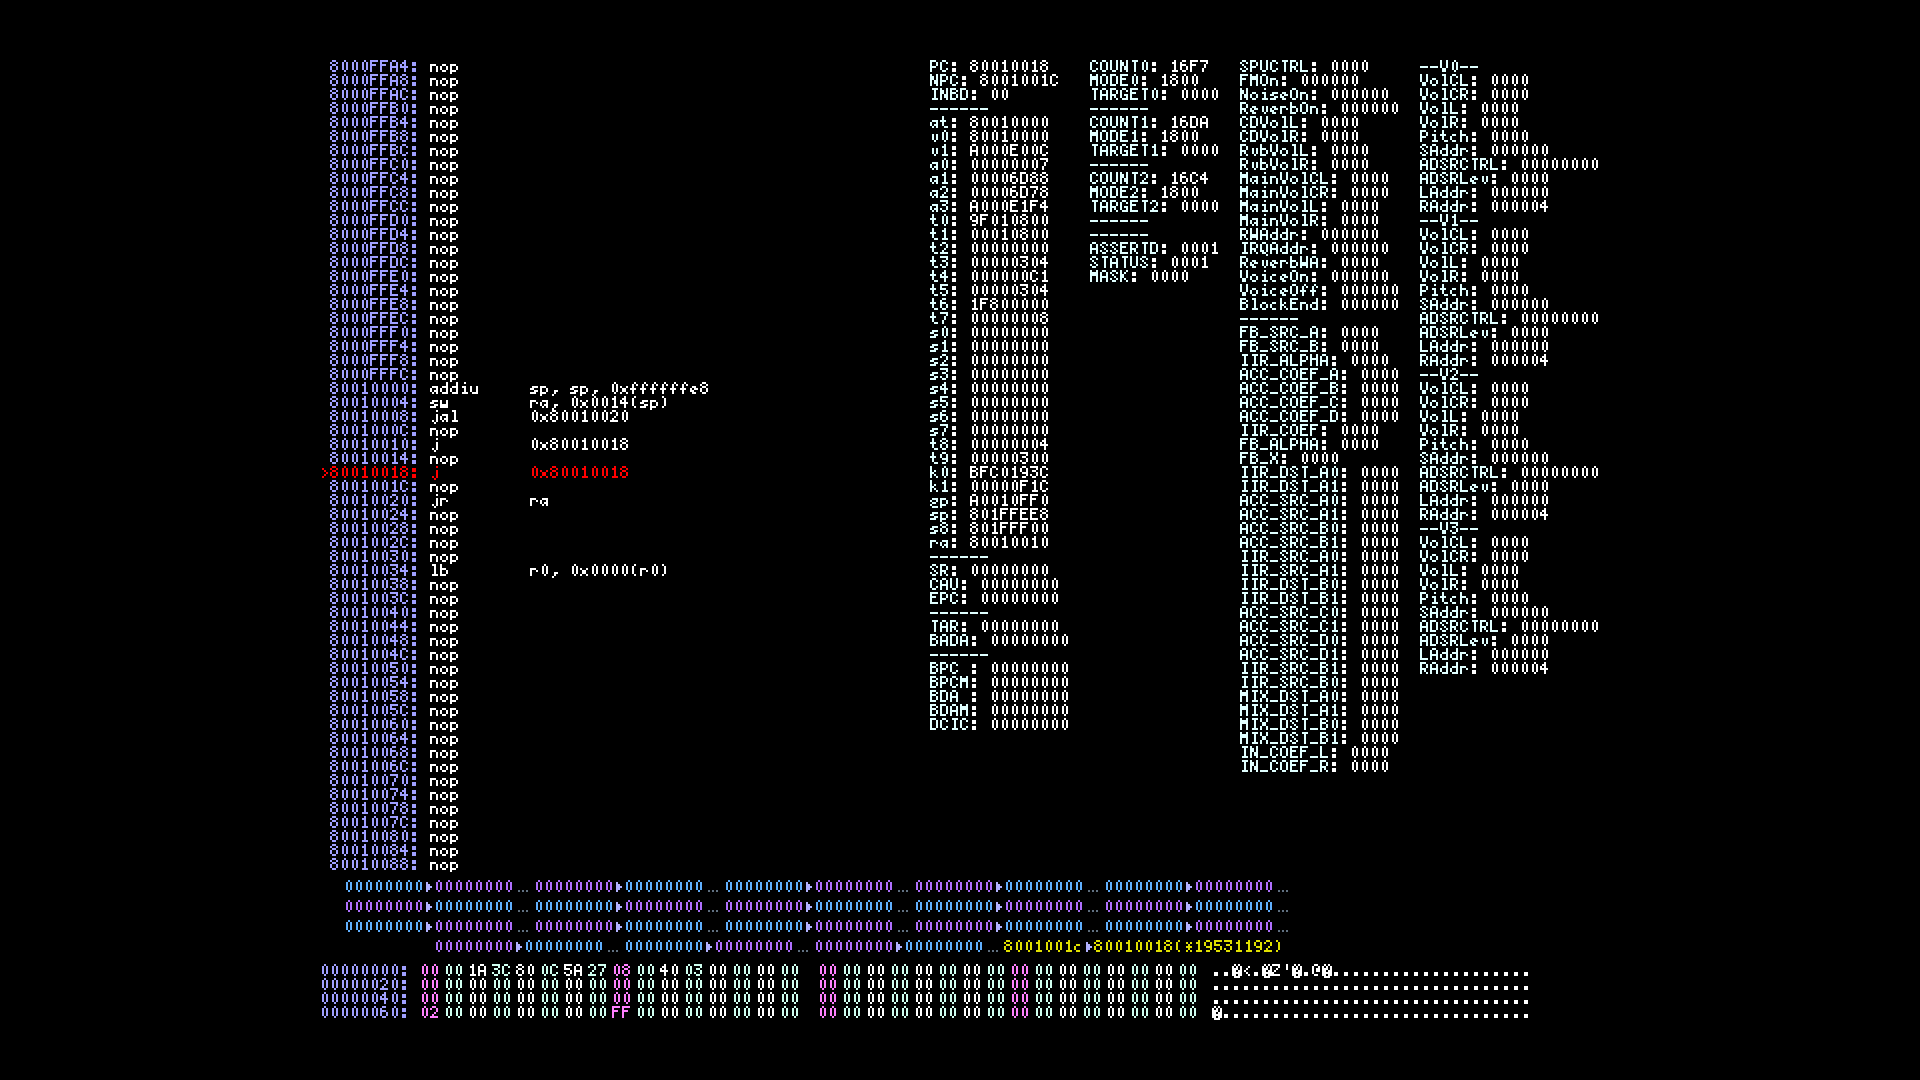 8000FFA4: nop
8000FFA8: nop
8000FFAC: nop
8000FFB0: nop
8000FFB4: nop
8000FFB8: nop
8000FFBC: nop
8000FFC0: nop
8000FFC4: nop
8000FFC8: nop
8000FFCC: nop
8000FFD0: nop
8000FFD4: nop
8000FFD8: nop
8000FFDC: nop
8000FFE0: nop
8000FFE4: nop
8000FFE8: nop
8000FFEC: nop
8000FFF0: nop
8000FFF4: nop
8000FFF8: nop
8000FFFC: nop
80010000: addiu sp, sp, 0xffffffe8
80010004: sw ra, 0x0014(sp)
80010008: jal 0x80010020
8001000C: nop
80010010: j 0x80010018
80010014: nop
>80010018: j 0x80010018
8001001C: nop
80010020: jr ra
80010024: nop
80010028: nop
8001002C: nop
80010030: nop
80010034: lb r0, 0x0000(r0)
80010038: nop
8001003C: nop
80010040: nop
80010044: nop
80010048: nop
8001004C: nop
80010050: nop
80010054: nop
80010058: nop
8001005C: nop
80010060: nop
80010064: nop
80010068: nop
8001006C: nop
80010070: nop
80010074: nop
80010078: nop
8001007C: nop
80010080: nop
80010084: nop
80010088: nop
PC: 80010018
NPC: 8001001C
INBD: 00
------
at: 80010000
v0: 80010000
v1: A000E00C
a0: 00000007
a1: 00006D88
a2: 00006D78
a3: A000E1F4
t0: 9F010800
t1: 00010800
t2: 00000000
t3: 00000304
t4: 000000C1
t5: 00000304
t6: 1F800000
t7: 00000008
s0: 00000000
s1: 00000000
s2: 00000000
s3: 00000000
s4: 00000000
s5: 00000000
s6: 00000000
s7: 00000000
t8: 00000004
t9: 00000300
k0: BFC0193C
k1: 00000F1C
gp: A0010FF0
sp: 801FFEE8
s8: 801FFF00
ra: 80010010
------
SR: 00000000
CAU: 00000000
EPC: 00000000
------
TAR: 00000000
BADA: 00000000
------
BPC : 00000000
BPCM: 00000000
BDA : 00000000
BDAM: 00000000
DCIC: 00000000
COUNT0: 16F7
MODE0: 1800
TARGET0: 0000
------
COUNT1: 16DA
MODE1: 1800
TARGET1: 0000
------
COUNT2: 16C4
MODE2: 1800
TARGET2: 0000
------
------
ASSERTD: 0001
STATUS: 0001
MASK: 0000
SPUCTRL: 0000
FMOn: 000000
NoiseOn: 000000
ReverbOn: 000000
CDVolL: 0000
CDVolR: 0000
RvbVolL: 0000
RvbVolR: 0000
MainVolCL: 0000
MainVolCR: 0000
MainVolL: 0000
MainVolR: 0000
RWAddr: 000000
IRQAddr: 000000
ReverbWA: 0000
VoiceOn: 000000
VoiceOff: 000000
BlockEnd: 000000
------
FB_SRC_A: 0000
FB_SRC_B: 0000
IIR_ALPHA: 0000
ACC_COEF_A: 0000
ACC_COEF_B: 0000
ACC_COEF_C: 0000
ACC_COEF_D: 0000
IIR_COEF: 0000
FB_ALPHA: 0000
FB_X: 0000
IIR_DST_A0: 0000
IIR_DST_A1: 0000
ACC_SRC_A0: 0000
ACC_SRC_A1: 0000
ACC_SRC_B0: 0000
ACC_SRC_B1: 0000
IIR_SRC_A0: 0000
IIR_SRC_A1: 0000
IIR_DST_B0: 0000
IIR_DST_B1: 0000
ACC_SRC_C0: 0000
ACC_SRC_C1: 0000
ACC_SRC_D0: 0000
ACC_SRC_D1: 0000
IIR_SRC_B1: 0000
IIR_SRC_B0: 0000
MIX_DST_A0: 0000
MIX_DST_A1: 0000
MIX_DST_B0: 0000
MIX_DST_B1: 0000
IN_COEF_L: 0000
IN_COEF_R: 0000
--V0--
VolCL: 0000
VolCR: 0000
VolL: 0000
VolR: 0000
Pitch: 0000
SAddr: 000000
ADSRCTRL: 00000000
ADSRLev: 0000
LAddr: 000000
RAddr: 000004
--V1--
VolCL: 0000
VolCR: 0000
VolL: 0000
VolR: 0000
Pitch: 0000
SAddr: 000000
ADSRCTRL: 00000000
ADSRLev: 0000
LAddr: 000000
RAddr: 000004
--V2--
VolCL: 0000
VolCR: 0000
VolL: 0000
VolR: 0000
Pitch: 0000
SAddr: 000000
ADSRCTRL: 00000000
ADSRLev: 0000
LAddr: 000000
RAddr: 000004
--V3--
VolCL: 0000
VolCR: 0000
VolL: 0000
VolR: 0000
Pitch: 0000
SAddr: 000000
ADSRCTRL: 00000000
ADSRLev: 0000
LAddr: 000000
RAddr: 000004
00000000▸00000000... 00000000▸00000000... 00000000▸00000000... 00000000▸00000000... 00000000▸00000000...
00000000▸00000000... 00000000▸00000000... 00000000▸00000000... 00000000▸00000000... 00000000▸00000000...
00000000▸00000000... 00000000▸00000000... 00000000▸00000000... 00000000▸00000000... 00000000▸00000000...
00000000▸00000000... 00000000▸00000000... 00000000▸00000000... 8001001c▸80010018(*19531192)
00000000: 00 00 1A 3C 80 0C 5A 27 08 00 40 03 00 00 00 00 00 00 00 00 00 00 00 00 00 00 00 00 00 00 00 00
00000020: 00 00 00 00 00 00 00 00 00 00 00 00 00 00 00 00 00 00 00 00 00 00 00 00 00 00 00 00 00 00 00 00
00000040: 00 00 00 00 00 00 00 00 00 00 00 00 00 00 00 00 00 00 00 00 00 00 00 00 00 00 00 00 00 00 00 00
00000060: 02 00 00 00 00 00 00 00 FF 00 00 00 00 00 00 00 00 00 00 00 00 00 00 00 00 00 00 00 00 00 00 00